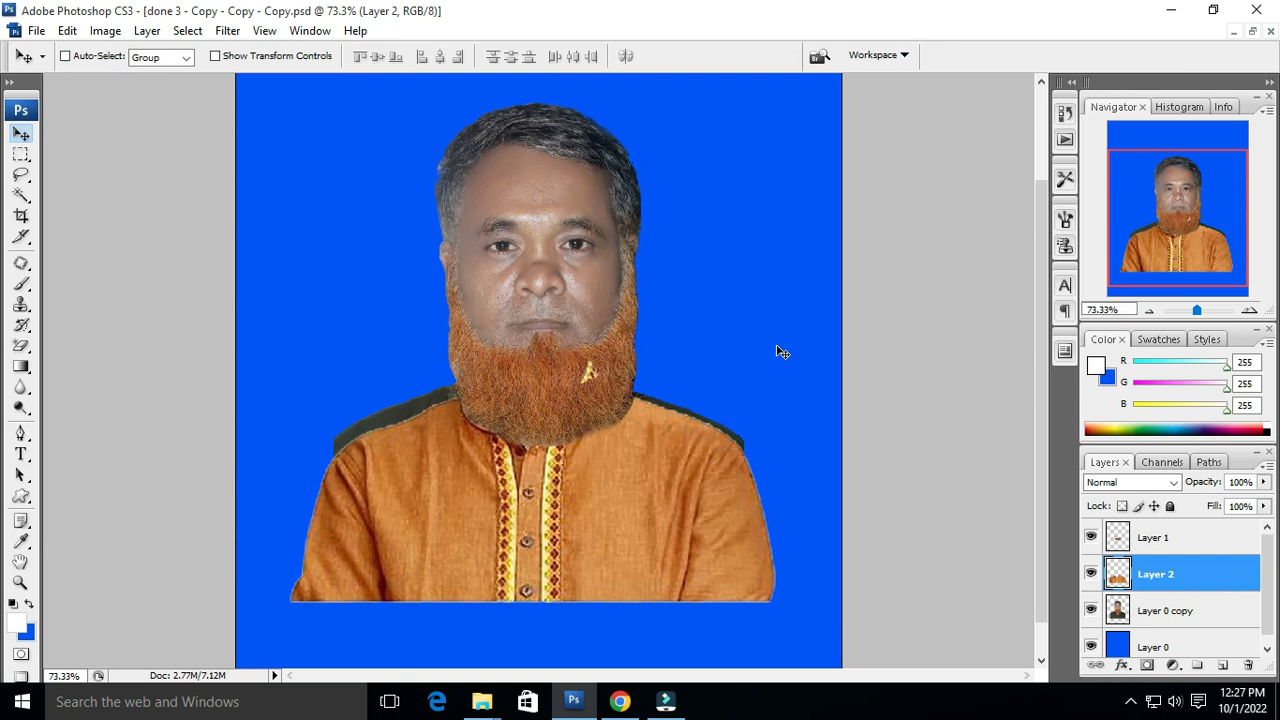 Adobe Photoshop CS3 - [done 3 - Copy - Copy - Copy.psd @ 73.3% (Layer 2, RGB/8)]
File Edit Image Layer Select Filter View Window Help
Auto-Select: Group Show Transform Controls Workspace
Ps
Navigator Histogram Info
73.33%
Color Swatches Styles
R 255
G 255
B 255
Layers Channels Paths
Normal Opacity: 100%
Lock: Fill: 100%
Layer 1
Layer 2
Layer 0 copy
Layer 0
73.33% Doc: 2.77M/7.12M
Search the web and Windows
12:27 PM
10/1/2022